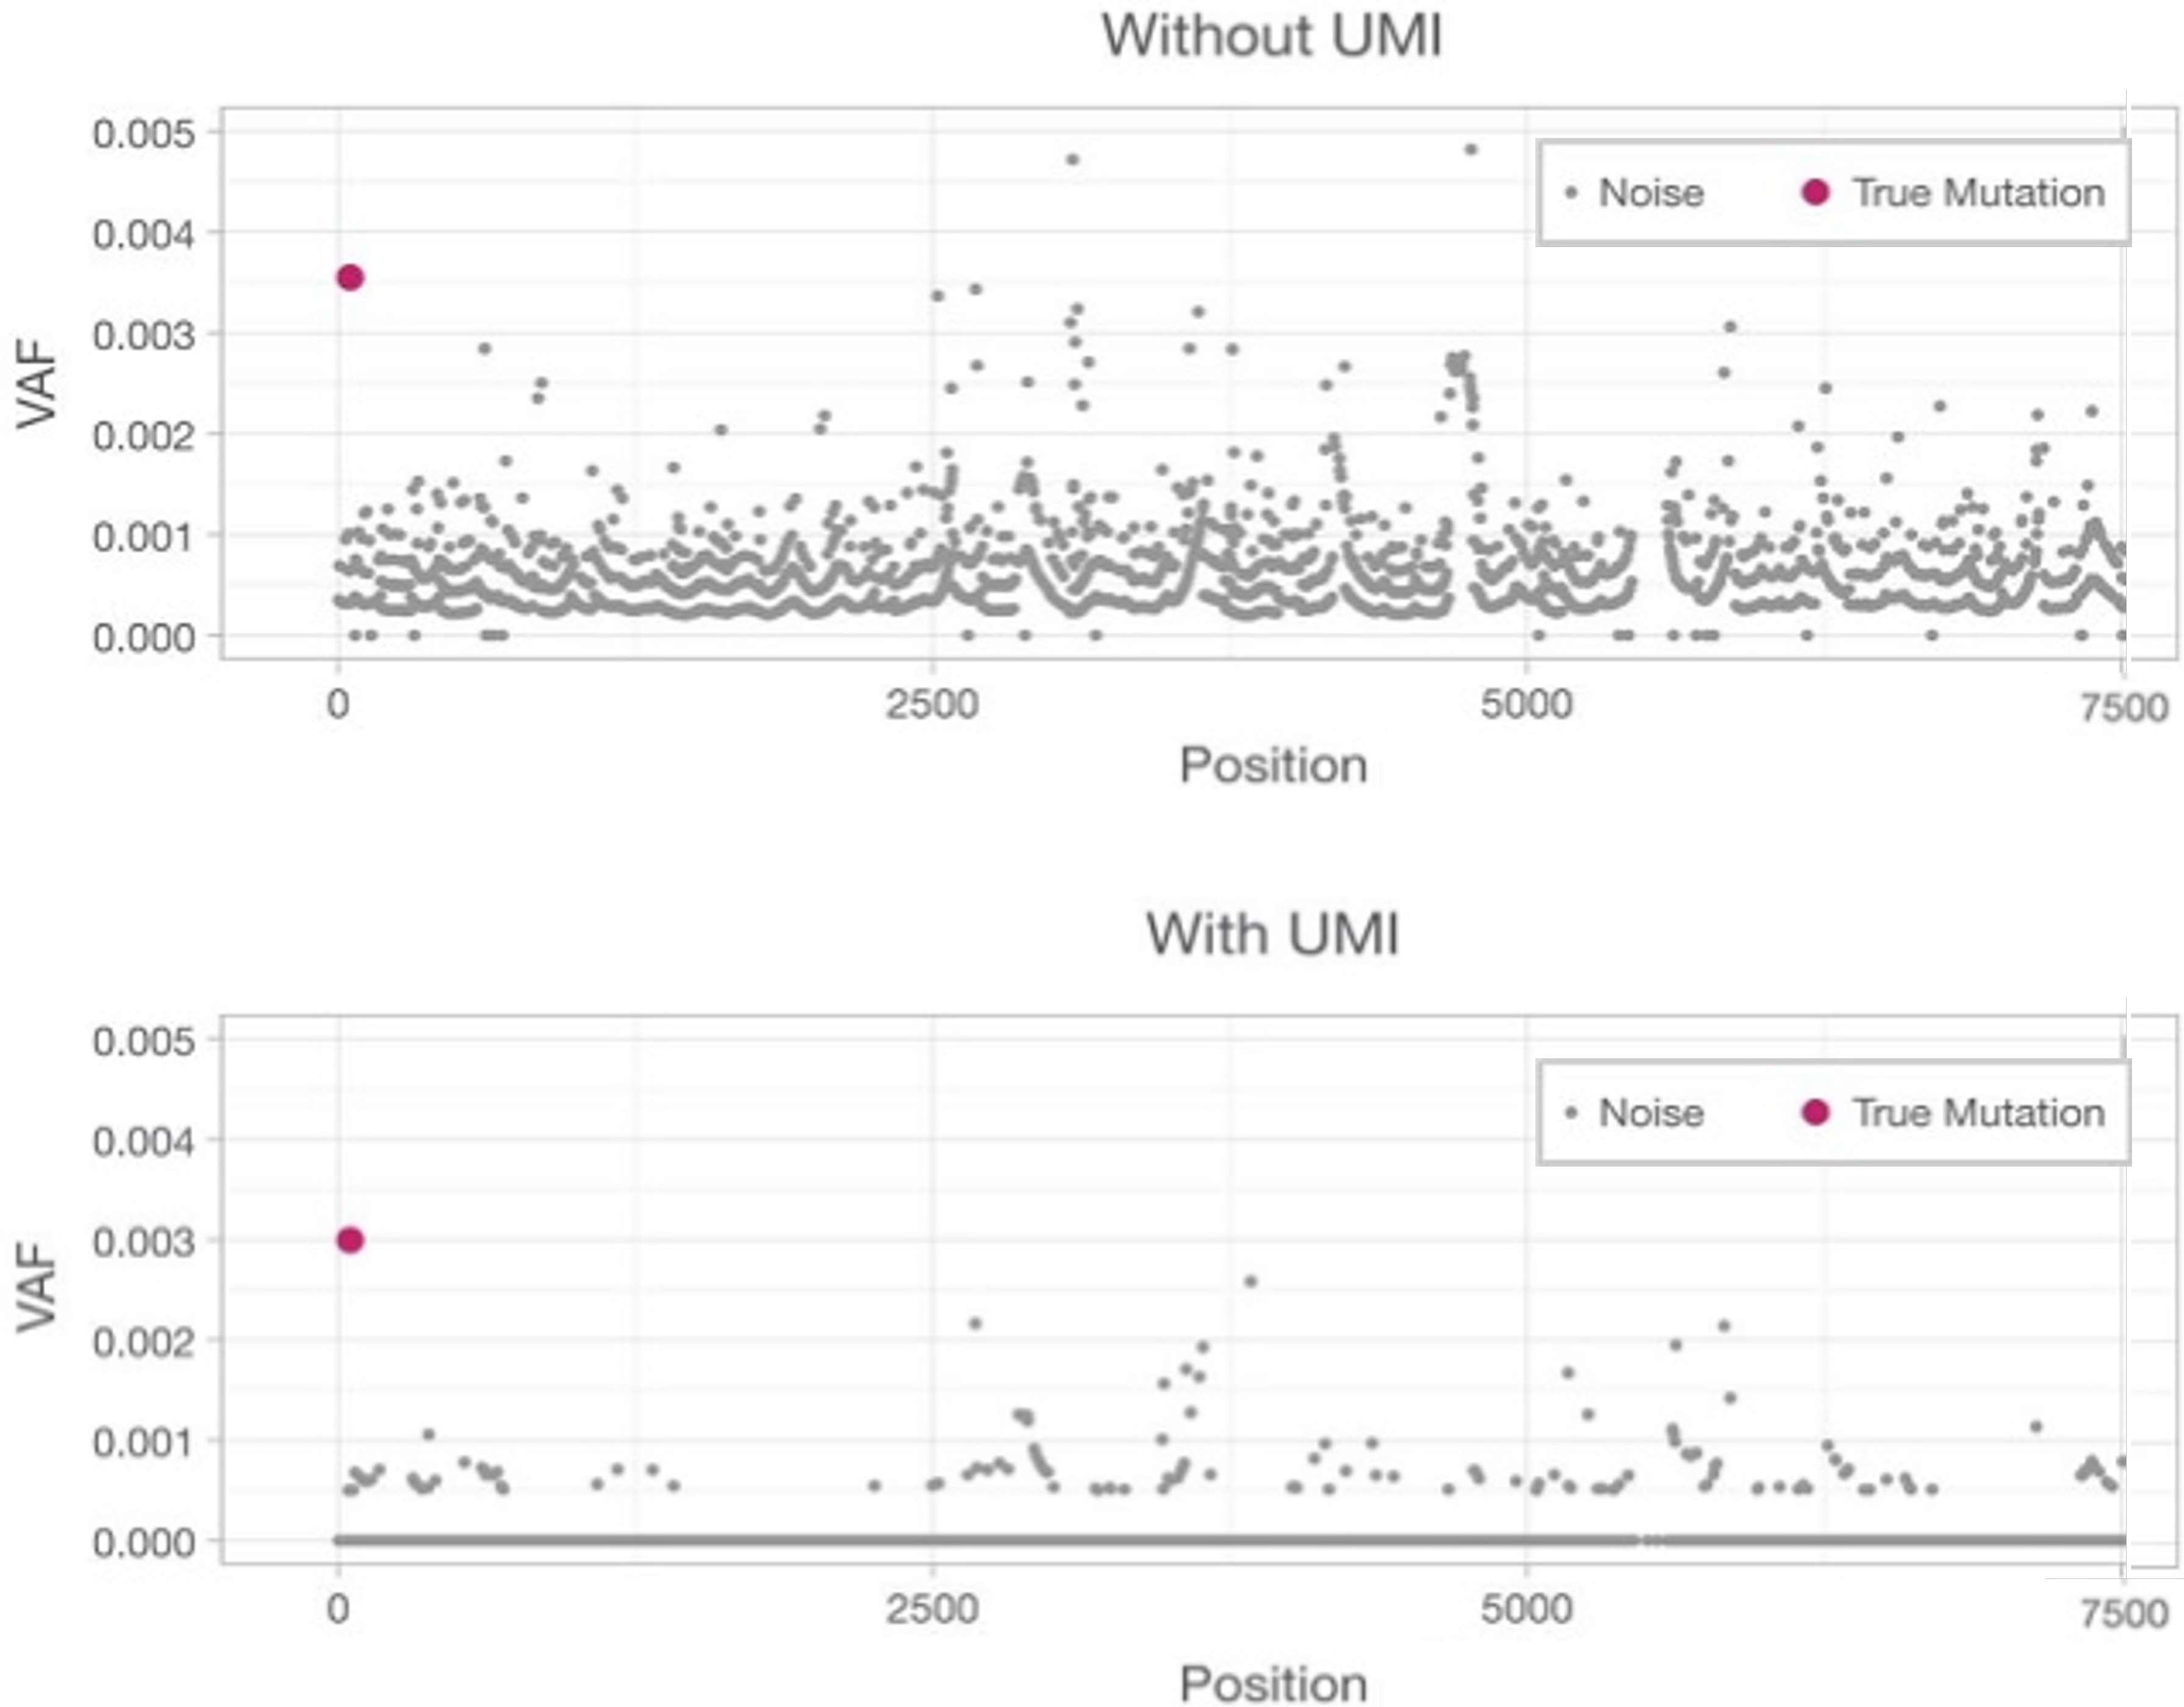 Without UMI
0.005
Noise True Mutation
0.004
0.003
VAF
0.002
0.001
0.000
0 2500 5000 7500
Position
With UMI
0.005
Noise True Mutation
0.004
0.003
VAF
0.002
0.001
0.000
0 2500 5000 7500
Position